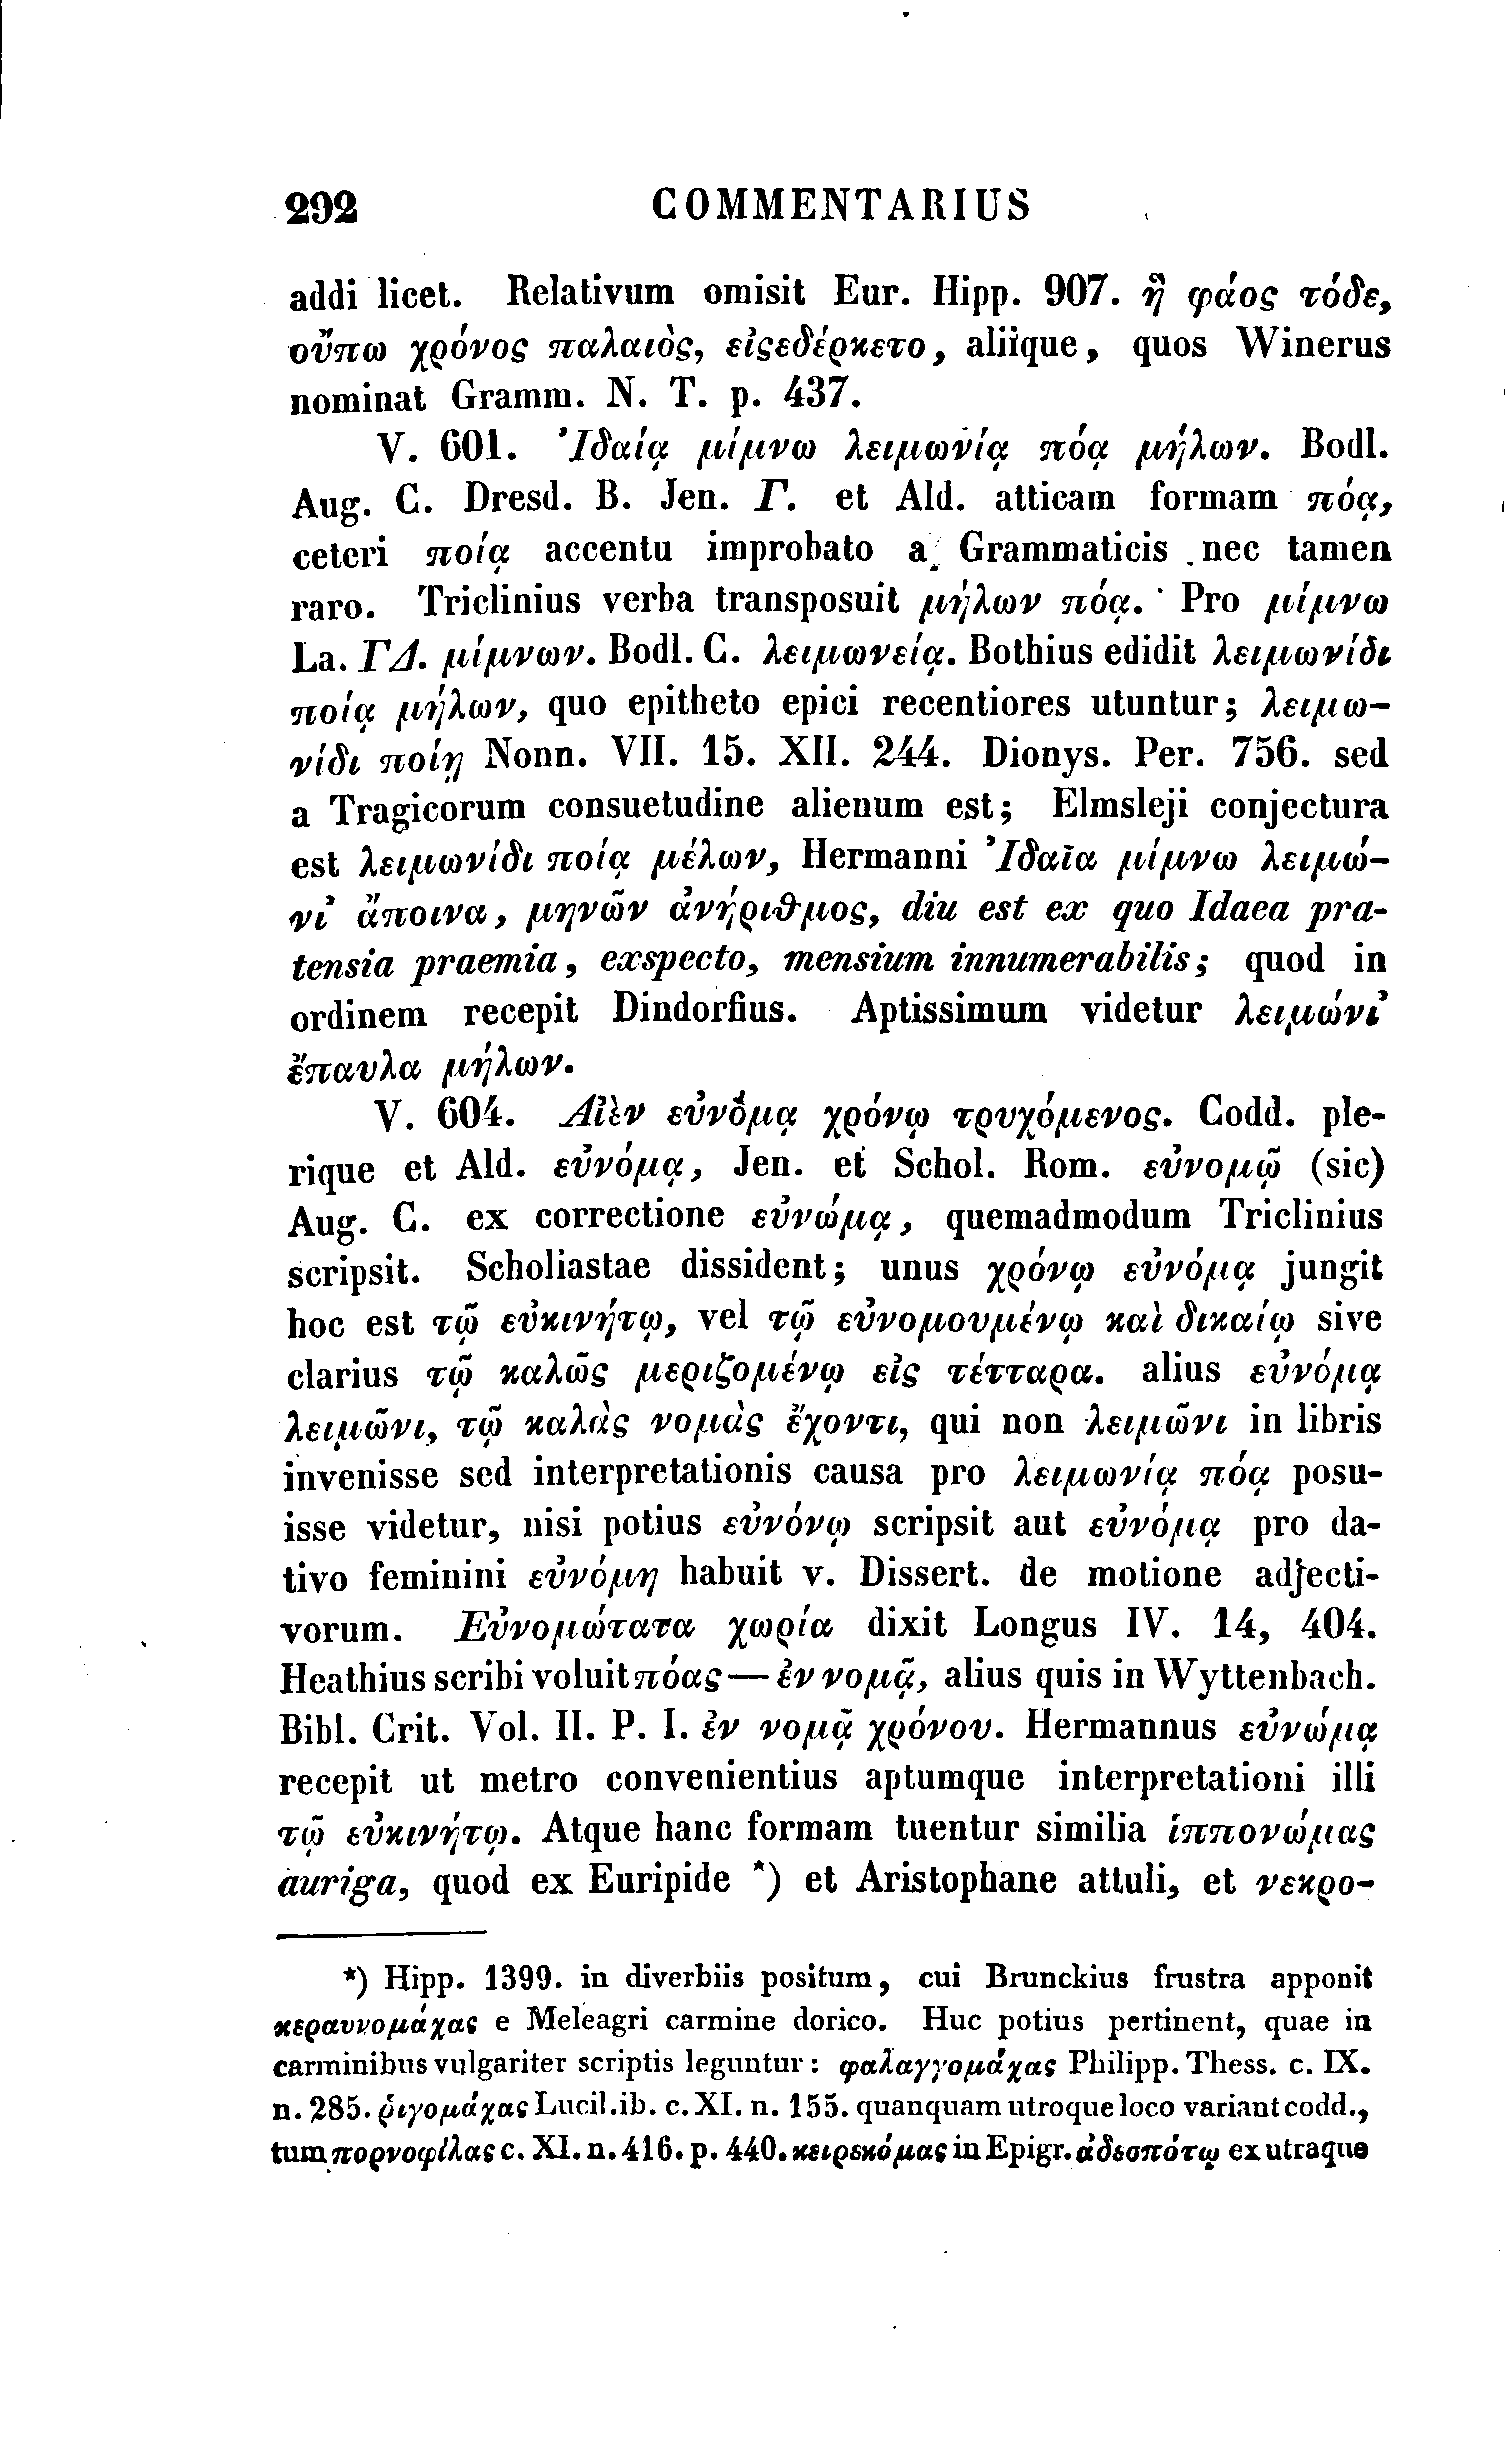 292 COMMENTARIUS
addi licet. Relativum omisit Eur. Hipp. 907. ἣ φάος τόδε,
οὔπω χρόνος παλαιὸς, εἰςεδέρκετο, aliique, quos Winerus
nominat Gramm. N. T. p. 437.
V. 601. Ἰδαίᾳ μίμνω λειμωνίᾳ πόᾳ μήλων. Bodl.
Aug. C. Dresd. B. Jen. Γ. et Ald. atticam formam πόᾳ,
ceteri ποίᾳ accentu improbato a Grammaticis nec tamen
raro. Triclinius verba transposuit μήλων πόᾳ. Pro μίμνω
La. ΓΔ. μίμνων. Bodl. C. λειμωνείᾳ. Bothius edidit λειμωνίδι
ποίᾳ μήλων, quo epitheto epici recentiores utuntur; λειμω-
νίδι ποίῃ Nonn. VII. 15. XII. 244. Dionys. Per. 756. sed
a Tragicorum consuetudine alienum est; Elmsleji conjectura
est λειμωνίδι ποίᾳ μέλων, Hermanni Ἰδαῖα μίμνω λειμώ-
νι᾽ ἄποινα, μηνῶν ἀνήριθμος, diu est ex quo Idaea pra-
tensia praemia, exspecto, mensium innumerabilis; quod in
ordinem recepit Dindorfius. Aptissimum videtur λειμώνι᾽
ἔπαυλα μήλων.
V. 604. Αἰὲν εὐνόμᾳ χρόνῳ τρυχόμενος. Codd. ple-
rique et Ald. εὐνόμᾳ, Jen. et Schol. Rom. εὐνομῷ (sic)
Aug. C. ex correctione εὐνώμᾳ, quemadmodum Triclinius
scripsit. Scholiastae dissident; unus χρόνῳ εὐνόμᾳ jungit
hoc est τῷ εὐκινήτῳ, vel τῷ εὐνομουμένῳ καὶ δικαίῳ sive
clarius τῷ καλῶς μεριζομένῳ εἰς τέτταρα. alius εὐνόμᾳ
λειμῶνι, τῷ καλὰς νομὰς ἔχοντι, qui non λειμῶνι in libris
invenisse sed interpretationis causa pro λειμωνίᾳ πόᾳ posu-
isse videtur, nisi potius εὐνόνῳ scripsit aut εὐνόμᾳ pro da-
tivo feminini εὐνόμη habuit v. Dissert. de motione adjecti-
vorum. Εὐνομώτατα χωρία dixit Longus IV. 14, 404.
Heathius scribi voluit πόας — ἐν νομᾷ, alius quis in Wyttenbach.
Bibl. Crit. Vol. II. P. I. ἐν νομᾷ χρόνου. Hermannus εὐνώμᾳ
recepit ut metro convenientius aptumque interpretationi illi
τῷ εὐκινήτῳ. Atque hanc formam tuentur similia ἱππονώμας
auriga, quod ex Euripide *) et Aristophane attuli, et νεκρο-
*) Hipp. 1399. in diverbiis positum, cui Brunckius frustra apponit
κεραυνομάχας e Meleagri carmine dorico. Huc potius pertinent, quae in
carminibus vulgariter scriptis leguntur: φαλαγγομάχας Philipp. Thess. c. IX.
n. 285. ῥιγομάχας Lucil. ib. c. XI. n. 155. quanquam utroque loco variant codd.,
tum πορνοφίλας c. XI. n. 416. p. 440. κειρεκόμας in Epigr. ἀδεσπότῳ ex utraque